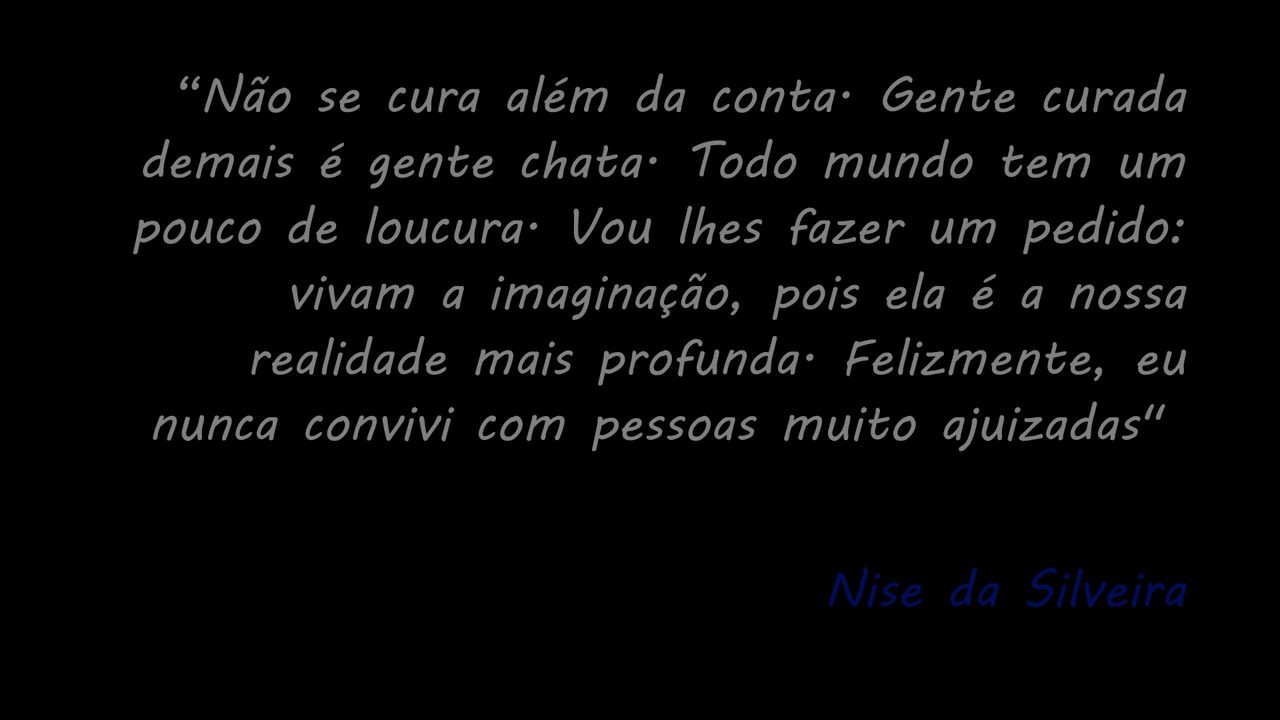 “Não se cura além da conta. Gente curada
demais é gente chata. Todo mundo tem um
pouco de loucura. Vou lhes fazer um pedido:
vivam a imaginação, pois ela é a nossa
realidade mais profunda. Felizmente, eu
nunca convivi com pessoas muito ajuizadas“
Nise da Silveira